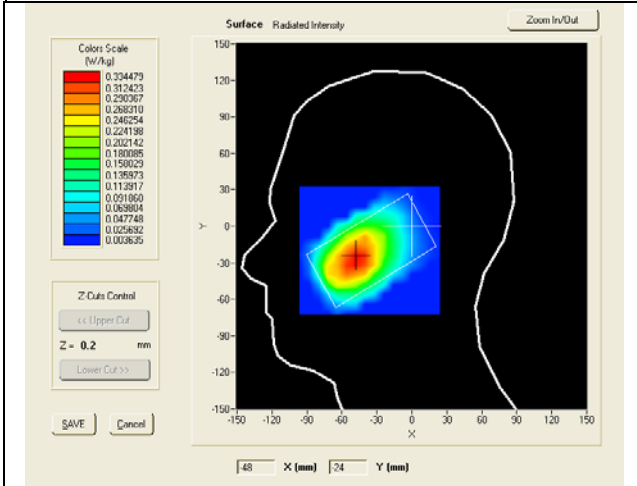 Surface Radiated Intensity
Zoom In/Out
Colors Scale
(W/kg)
0.334479
0.312423
0.290367
0.268310
0.246254
0.224198
0.202142
0.180085
0.158029
0.135973
0.113917
0.091860
0.069804
0.047748
0.025692
0.003635
Z-Cuts Control
<< Upper Cut
Z = 0.2 mm
Lower Cut >>
SAVE Cancel
150
120
90
60
30
0
-30
-60
-90
-120
-150
Y
-150 -120 -90 -60 -30 0 30 60 90 120 150
X
-48 X (mm) -24 Y (mm)